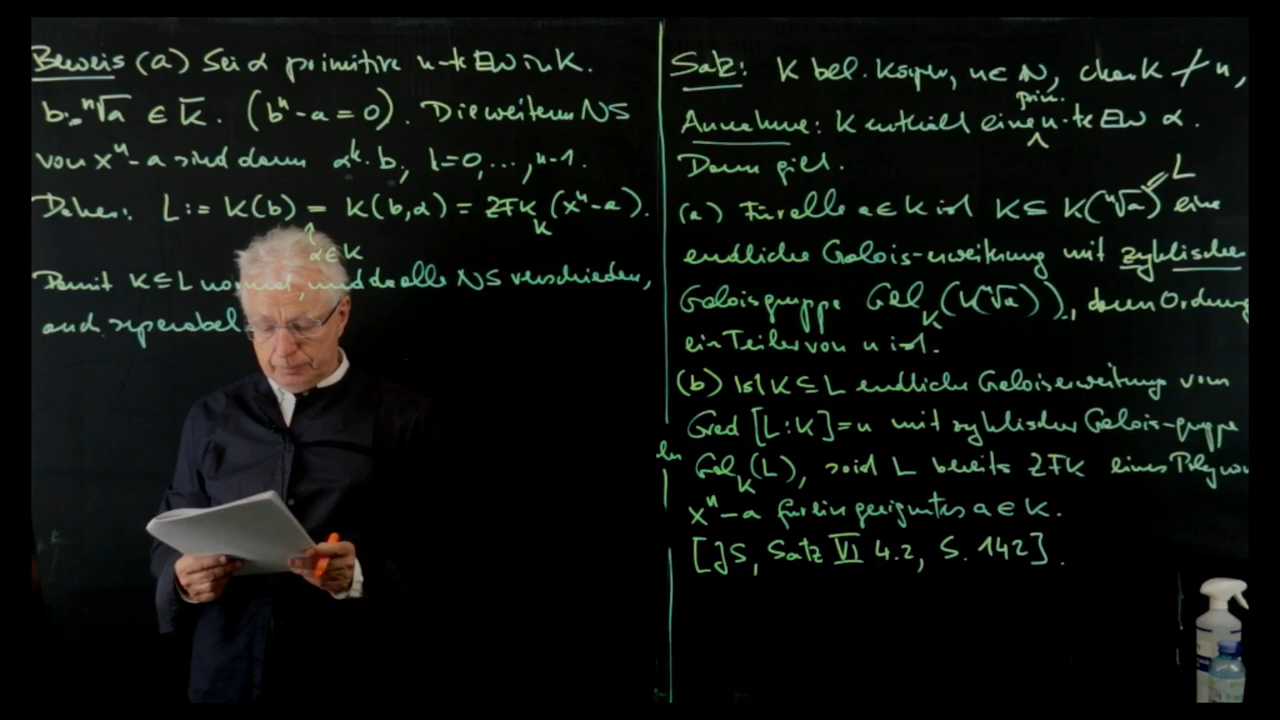 Beweis (a) Sei α primitive n-te EW in K.
b := ⁿ√a ∈ K̄. (bⁿ - a = 0). Die weiteren NS
von xⁿ - a sind dann αᵏ · b, k=0, ..., n-1.
Daher: L := K(b) = K(b, α) = ZFK_K (xⁿ - a).
↑ α ∈ K
Damit K ⊆ L normal, und da alle NS verschieden,
auch separabel
Satz: K bel. Körper, n ∈ ℕ, char K ∤ n,
prim.
Annahme: K enthält eine n-te EW α.
Dann gilt.
L
(a) Für alle a ∈ K ist K ⊆ K(ⁿ√a) eine
endliche Galois-erweiterung mit zyklischer
Galoisgruppe Gal_K(K(ⁿ√a)), deren Ordnung
ein Teiler von n ist.
(b) Ist K ⊆ L endliche Galoiserweiterung vom
Grad [L:K]=n mit zyklischer Galois-gruppe
Gal_K(L), so ist L bereits ZFK eines Polynoms
xⁿ - a für ein geeignetes a ∈ K.
[JS, Satz VI 4.2, S. 142].